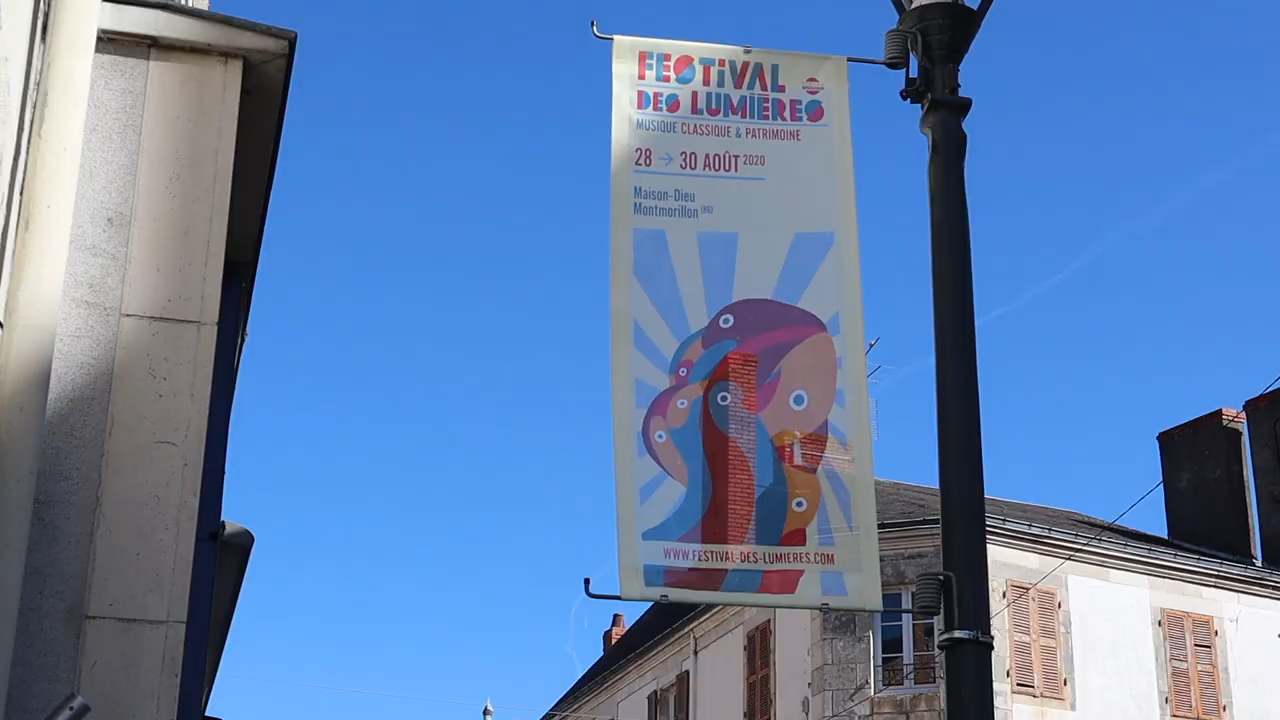 FESTiVAL
DES LUMIÈRES
MUSIQUE CLASSIQUE & PATRIMOINE
28 → 30 AOÛT 2020
Maison-Dieu
Montmorillon (86)
WWW.FESTIVAL-DES-LUMIERES.COM